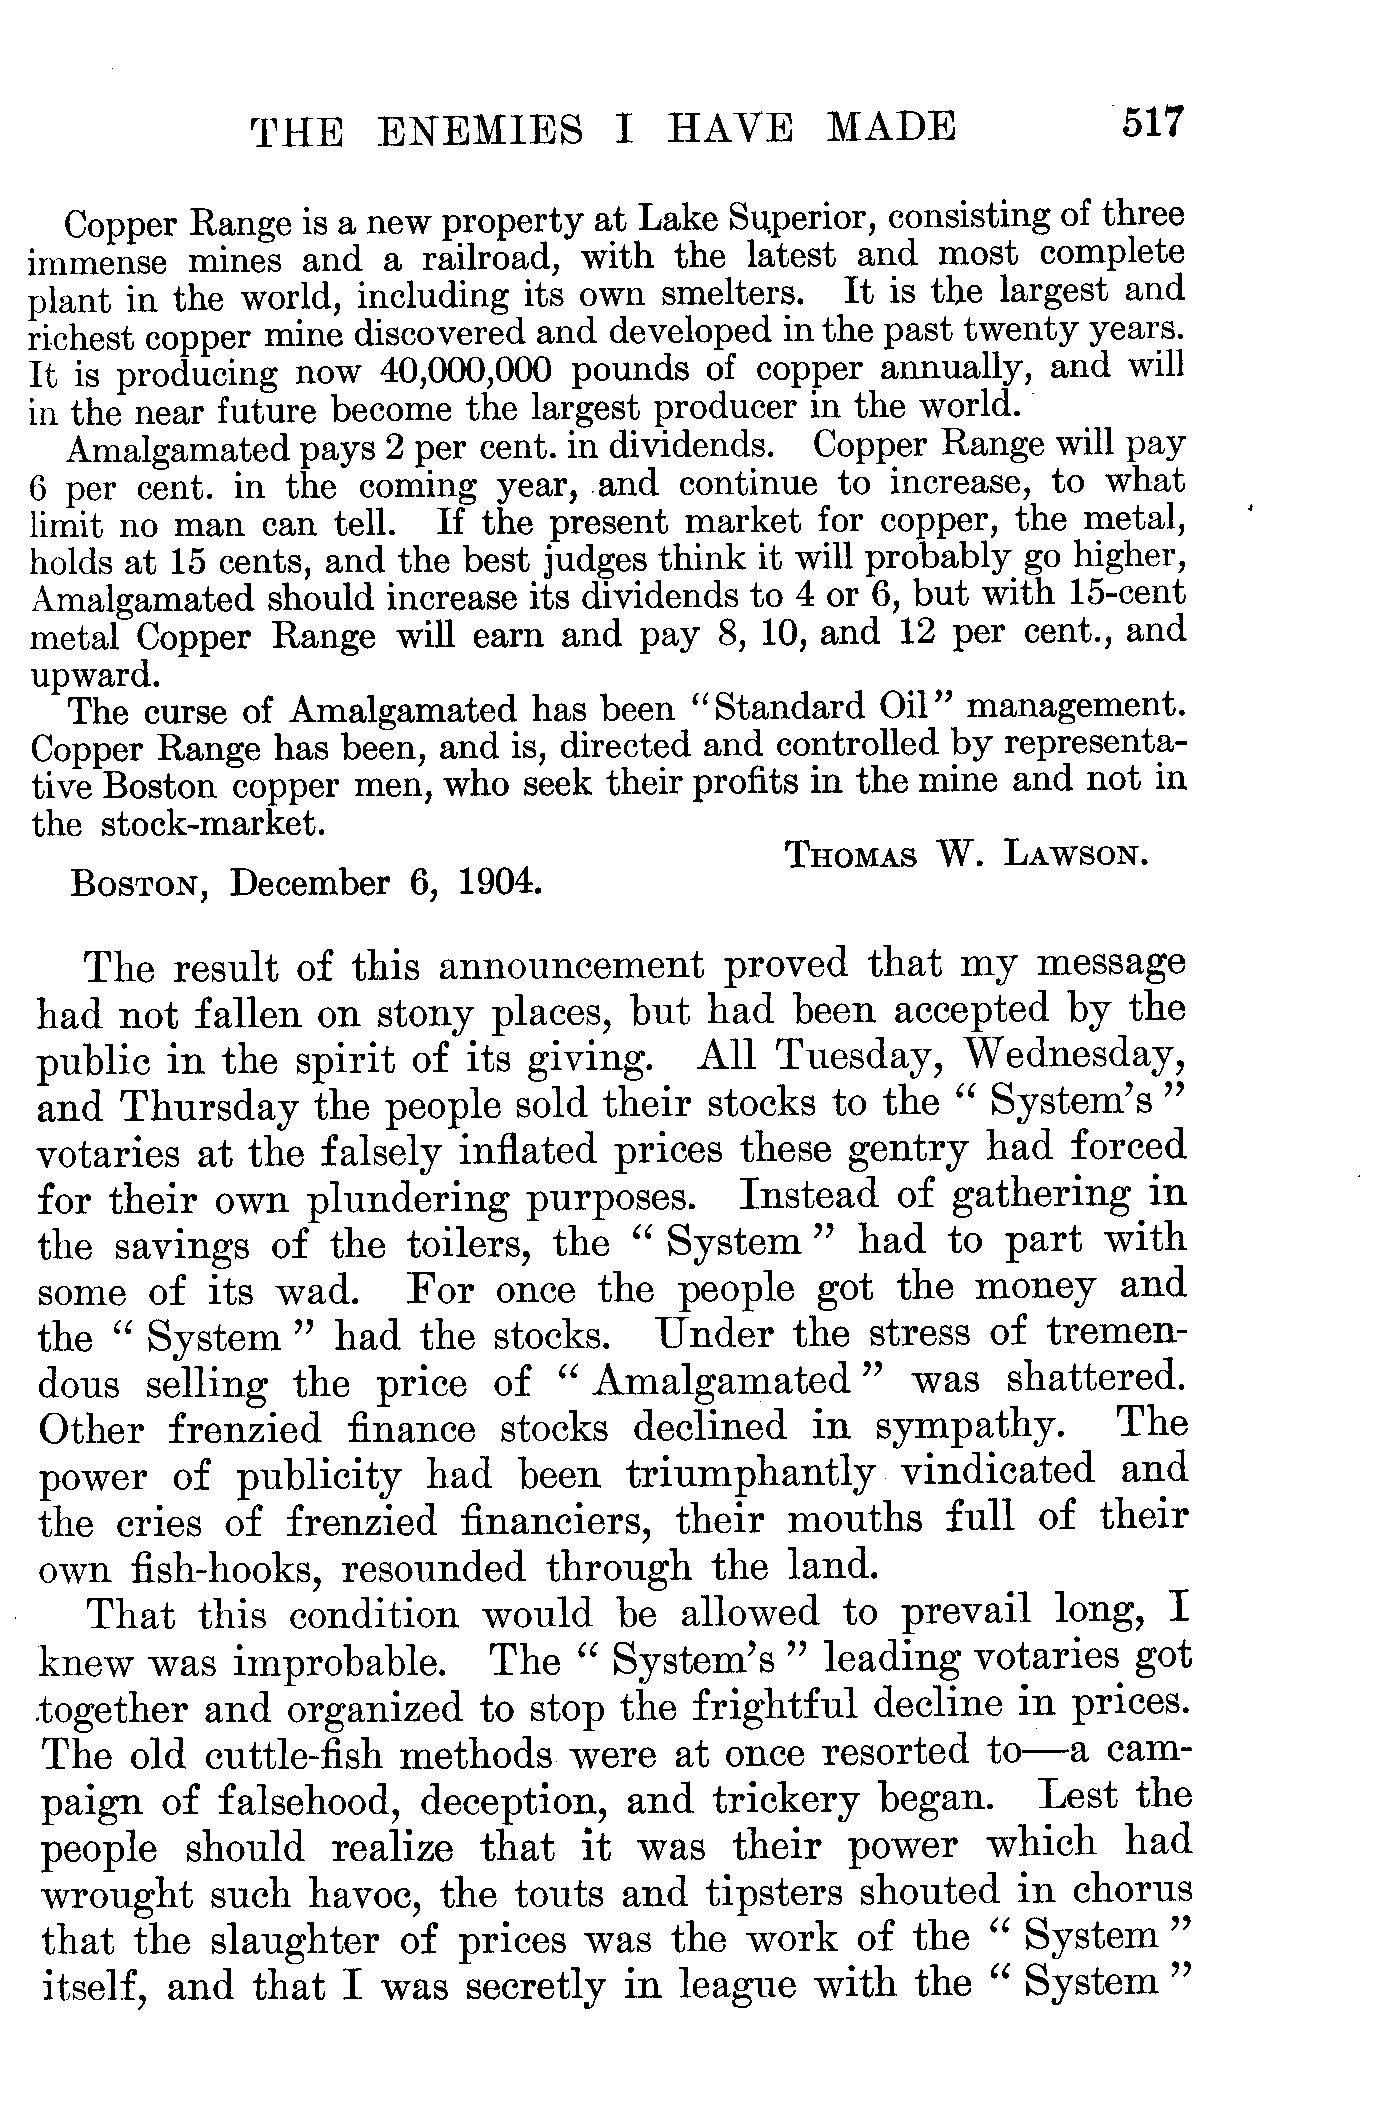 THE ENEMIES I HAVE MADE 517
Copper Range is a new property at Lake Superior, consisting of three
immense mines and a railroad, with the latest and most complete
plant in the world, including its own smelters. It is the largest and
richest copper mine discovered and developed in the past twenty years.
It is producing now 40,000,000 pounds of copper annually, and will
in the near future become the largest producer in the world.
Amalgamated pays 2 per cent. in dividends. Copper Range will pay
6 per cent. in the coming year, and continue to increase, to what
limit no man can tell. If the present market for copper, the metal,
holds at 15 cents, and the best judges think it will probably go higher,
Amalgamated should increase its dividends to 4 or 6, but with 15-cent
metal Copper Range will earn and pay 8, 10, and 12 per cent., and
upward.
The curse of Amalgamated has been "Standard Oil" management.
Copper Range has been, and is, directed and controlled by representa-
tive Boston copper men, who seek their profits in the mine and not in
the stock-market.
THOMAS W. LAWSON.
BOSTON, December 6, 1904.
The result of this announcement proved that my message
had not fallen on stony places, but had been accepted by the
public in the spirit of its giving. All Tuesday, Wednesday,
and Thursday the people sold their stocks to the "System's"
votaries at the falsely inflated prices these gentry had forced
for their own plundering purposes. Instead of gathering in
the savings of the toilers, the "System" had to part with
some of its wad. For once the people got the money and
the "System" had the stocks. Under the stress of tremen-
dous selling the price of "Amalgamated" was shattered.
Other frenzied finance stocks declined in sympathy. The
power of publicity had been triumphantly vindicated and
the cries of frenzied financiers, their mouths full of their
own fish-hooks, resounded through the land.
That this condition would be allowed to prevail long, I
knew was improbable. The "System's" leading votaries got
together and organized to stop the frightful decline in prices.
The old cuttle-fish methods were at once resorted to—a cam-
paign of falsehood, deception, and trickery began. Lest the
people should realize that it was their power which had
wrought such havoc, the touts and tipsters shouted in chorus
that the slaughter of prices was the work of the "System"
itself, and that I was secretly in league with the "System"